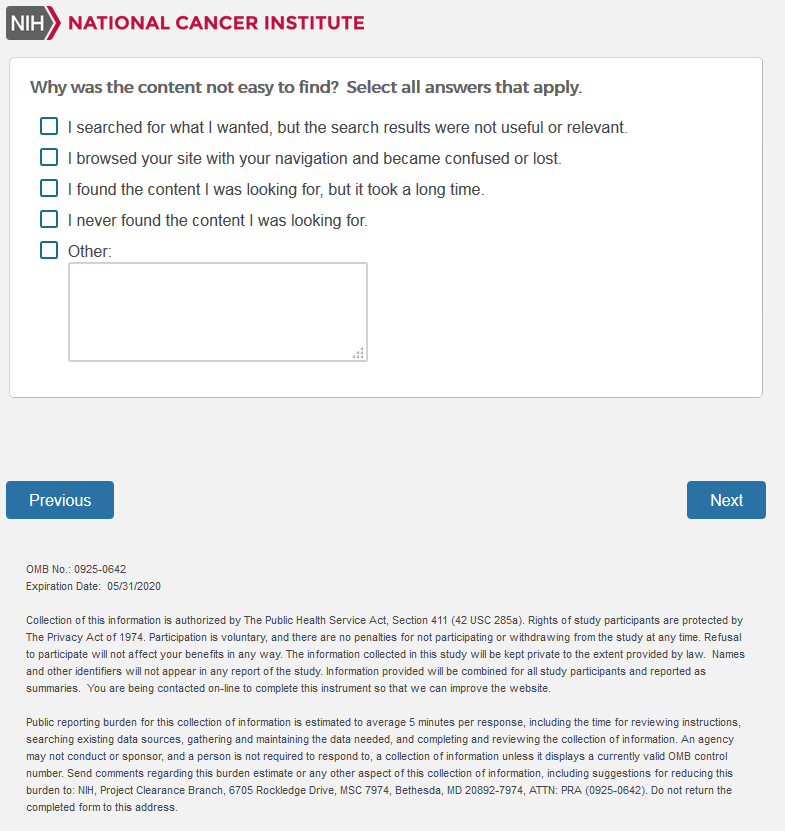 NIH NATIONAL CANCER INSTITUTE
Why was the content not easy to find?  Select all answers that apply.
I searched for what I wanted, but the search results were not useful or relevant.
I browsed your site with your navigation and became confused or lost.
I found the content I was looking for, but it took a long time.
I never found the content I was looking for.
Other:
Previous
Next
OMB No.: 0925-0642
Expiration Date:  05/31/2020
Collection of this information is authorized by The Public Health Service Act, Section 411 (42 USC 285a). Rights of study participants are protected by
The Privacy Act of 1974. Participation is voluntary, and there are no penalties for not participating or withdrawing from the study at any time. Refusal
to participate will not affect your benefits in any way. The information collected in this study will be kept private to the extent provided by law.  Names
and other identifiers will not appear in any report of the study. Information provided will be combined for all study participants and reported as
summaries.  You are being contacted on-line to complete this instrument so that we can improve the website.
Public reporting burden for this collection of information is estimated to average 5 minutes per response, including the time for reviewing instructions,
searching existing data sources, gathering and maintaining the data needed, and completing and reviewing the collection of information. An agency
may not conduct or sponsor, and a person is not required to respond to, a collection of information unless it displays a currently valid OMB control
number. Send comments regarding this burden estimate or any other aspect of this collection of information, including suggestions for reducing this
burden to: NIH, Project Clearance Branch, 6705 Rockledge Drive, MSC 7974, Bethesda, MD 20892-7974, ATTN: PRA (0925-0642). Do not return the
completed form to this address.